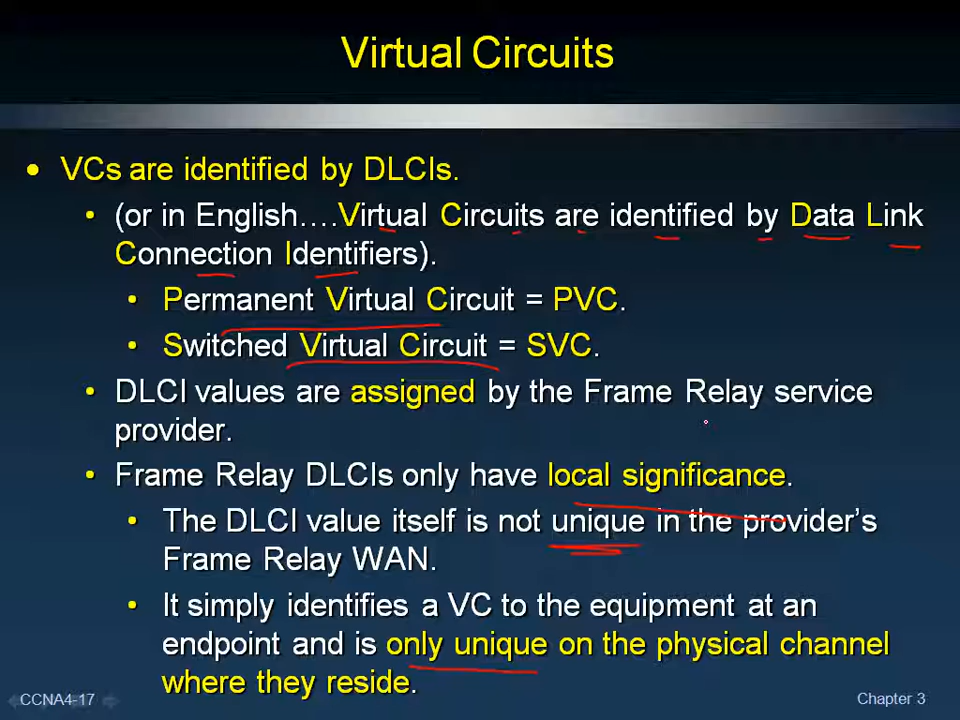 Virtual Circuits
• VCs are identified by DLCIs.
• (or in English….Virtual Circuits are identified by Data Link
Connection Identifiers).
• Permanent Virtual Circuit = PVC.
• Switched Virtual Circuit = SVC.
• DLCI values are assigned by the Frame Relay service
provider.
• Frame Relay DLCIs only have local significance.
• The DLCI value itself is not unique in the provider’s
Frame Relay WAN.
• It simply identifies a VC to the equipment at an
endpoint and is only unique on the physical channel
where they reside.
CCNA4-17
Chapter 3